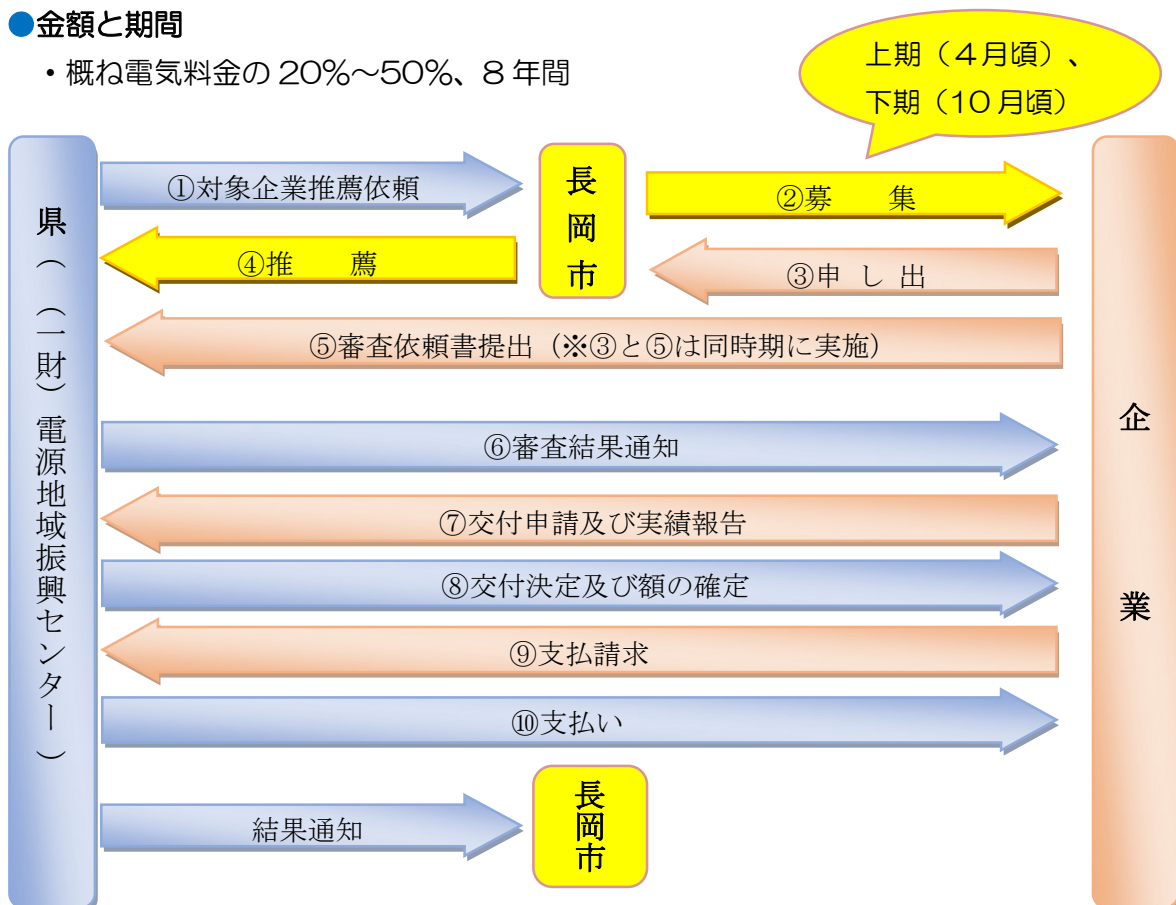 ●金額と期間
・概ね電気料金の 20%～50%、8 年間
上期（4月頃）、
下期（10 月頃）
県（（一財）電源地域振興センター）
①対象企業推薦依頼
長岡市
②募　　集
④推　　薦
③申 し 出
⑤審査依頼書提出（※③と⑤は同時期に実施）
企業
⑥審査結果通知
⑦交付申請及び実績報告
⑧交付決定及び額の確定
⑨支払請求
⑩支払い
結果通知
長岡市